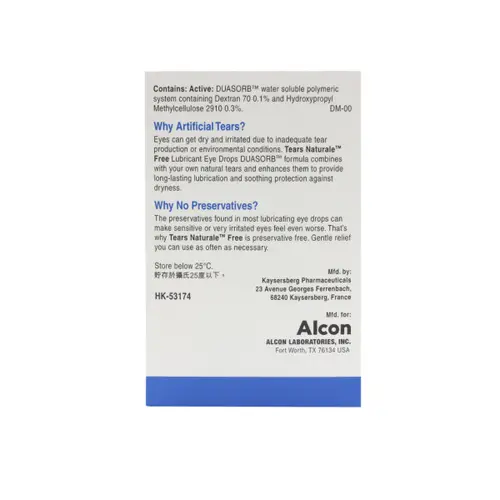 Contains: Active: DUASORB™ water soluble polymeric
system containing Dextran 70 0.1% and Hydroxypropyl
Methylcellulose 2910 0.3%. DM-00
Why Artificial Tears?
Eyes can get dry and irritated due to inadequate tear
production or environmental conditions. Tears Naturale™
Free Lubricant Eye Drops DUASORB™ formula combines
with your own natural tears and enhances them to provide
long-lasting lubrication and soothing protection against
dryness.
Why No Preservatives?
The preservatives found in most lubricating eye drops can
make sensitive or very irritated eyes feel even worse. That's
why Tears Naturale™ Free is preservative free. Gentle relief
you can use as often as necessary.
Store below 25°C.
貯存於攝氏25度以下。
HK-53174
Mfd. by:
Kaysersberg Pharmaceuticals
23 Avenue Georges Ferrenbach,
68240 Kaysersberg, France
Mfd. for:
Alcon
ALCON LABORATORIES, INC.
Fort Worth, TX 76134 USA